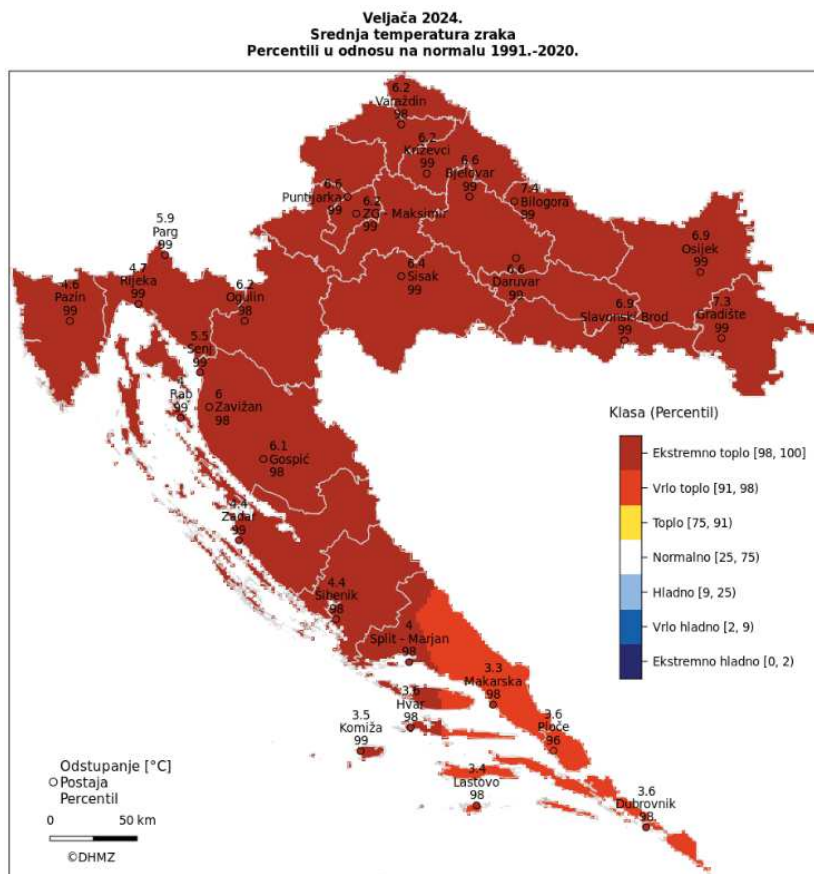 Veljača 2024.
Srednja temperatura zraka
Percentili u odnosu na normalu 1991.-2020.
6.2
Varaždin
98
6.2
Križevci
99
6.6
Bjelovar
99
7.4
Bilogora
99
6.6
Puntijarka
99
6.2
ZG - Maksimir
99
5.9
Parg
99
6.9
Osijek
99
4.7
Rijeka
99
4.6
Pazin
99
6.2
Ogulin
98
6.4
Sisak
99
6.6
Daruvar
99
6.9
Slavonski Brod
99
7.3
Gradište
99
5.5
Senj
99
4
Rab
99
6
Zavižan
98
6.1
Gospić
98
4.4
Zadar
99
4.4
Šibenik
98
4
Split - Marjan
98
3.3
Makarska
98
3.6
Hvar
98
3.5
Komiža
99
3.6
Ploče
96
3.4
Lastovo
98
3.6
Dubrovnik
98
Klasa (Percentil)
Ekstremno toplo [98, 100]
Vrlo toplo [91, 98)
Toplo [75, 91)
Normalno [25, 75)
Hladno [9, 25)
Vrlo hladno [2, 9)
Ekstremno hladno [0, 2)
Odstupanje [°C]
Postaja
Percentil
0 50 km
©DHMZ